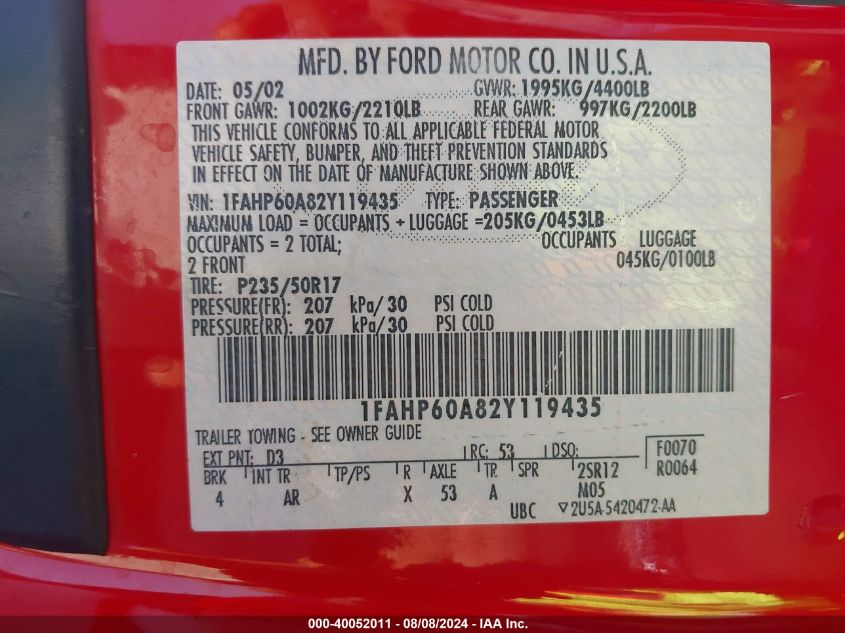 MFD. BY FORD MOTOR CO. IN U.S.A.
DATE: 05/02 GVWR: 1995KG/4400LB
FRONT GAWR: 1002KG/2210LB REAR GAWR: 997KG/2200LB
THIS VEHICLE CONFORMS TO ALL APPLICABLE FEDERAL MOTOR
VEHICLE SAFETY, BUMPER, AND THEFT PREVENTION STANDARDS
IN EFFECT ON THE DATE OF MANUFACTURE SHOWN ABOVE.
VIN: 1FAHP60A82Y119435 TYPE: PASSENGER
MAXIMUM LOAD = OCCUPANTS + LUGGAGE =205KG/0453LB
OCCUPANTS = 2 TOTAL; OCCUPANTS LUGGAGE
2 FRONT 045KG/0100LB
TIRE: P235/50R17
PRESSURE(FR): 207 kPa/30 PSI COLD
PRESSURE(RR): 207 kPa/30 PSI COLD
1FAHP60A82Y119435
TRAILER TOWING - SEE OWNER GUIDE
EXT PNT: D3 RC: 53 DSO: F0070
BRK INT TR TP/PS R AXLE TR SPR 2SR12 R0064
4 AR X 53 A M05
UBC ▽2U5A-5420472-AA
000-40052011 - 08/08/2024 - IAA Inc.